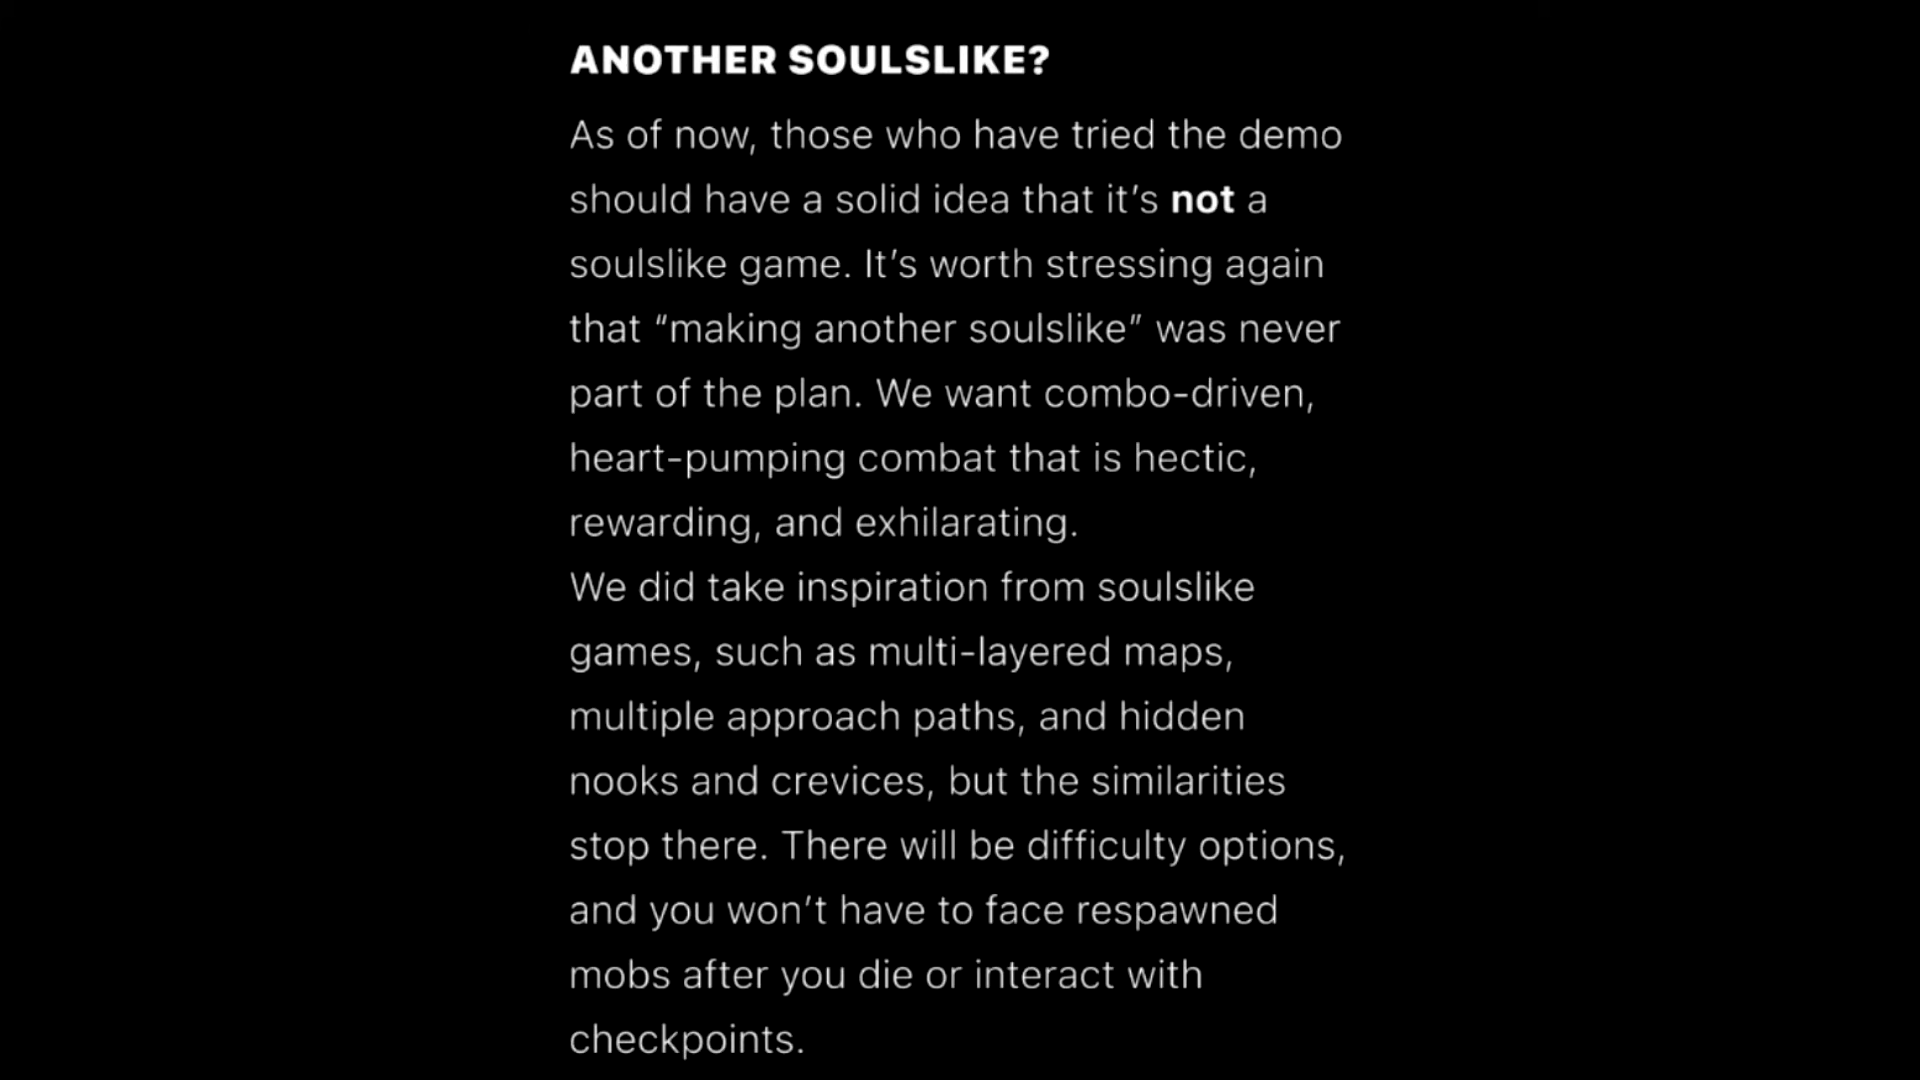 ANOTHER SOULSLIKE?
As of now, those who have tried the demo
should have a solid idea that it’s not a
soulslike game. It’s worth stressing again
that “making another soulslike” was never
part of the plan. We want combo-driven,
heart-pumping combat that is hectic,
rewarding, and exhilarating.
We did take inspiration from soulslike
games, such as multi-layered maps,
multiple approach paths, and hidden
nooks and crevices, but the similarities
stop there. There will be difficulty options,
and you won’t have to face respawned
mobs after you die or interact with
checkpoints.